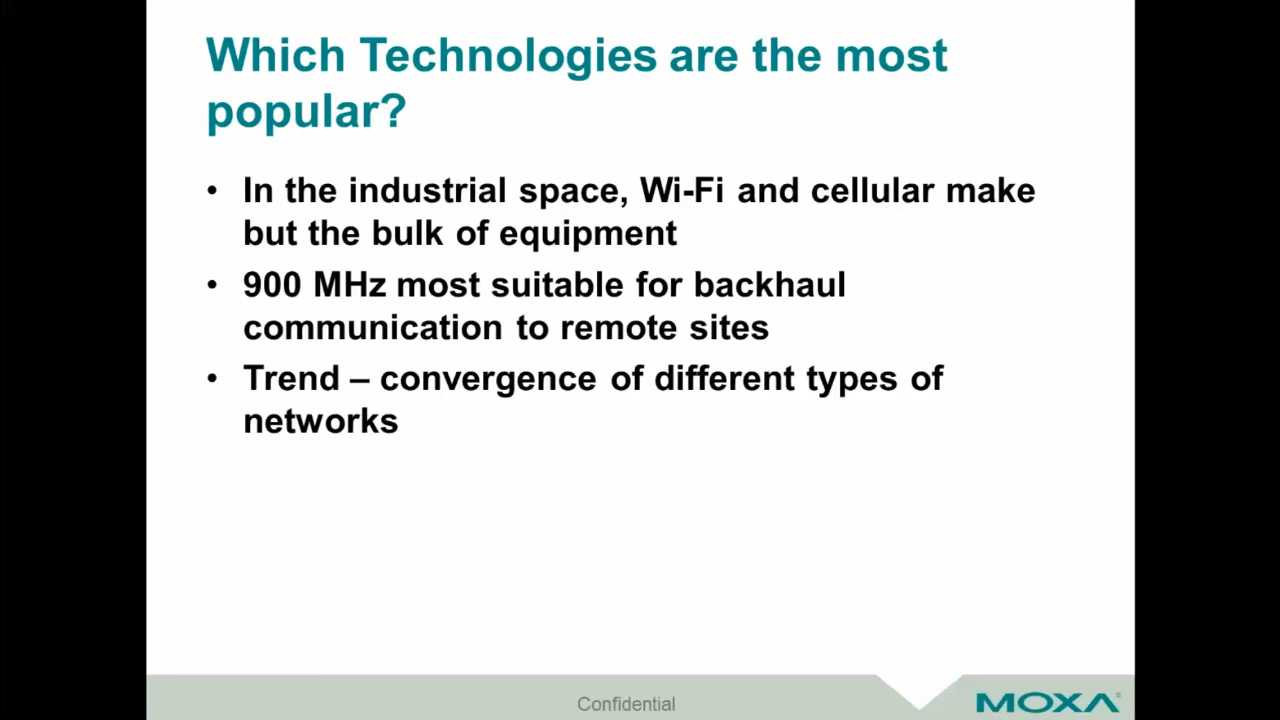 Which Technologies are the most
popular?
• In the industrial space, Wi-Fi and cellular make
but the bulk of equipment
• 900 MHz most suitable for backhaul
communication to remote sites
• Trend – convergence of different types of
networks
Confidential
MOXA®